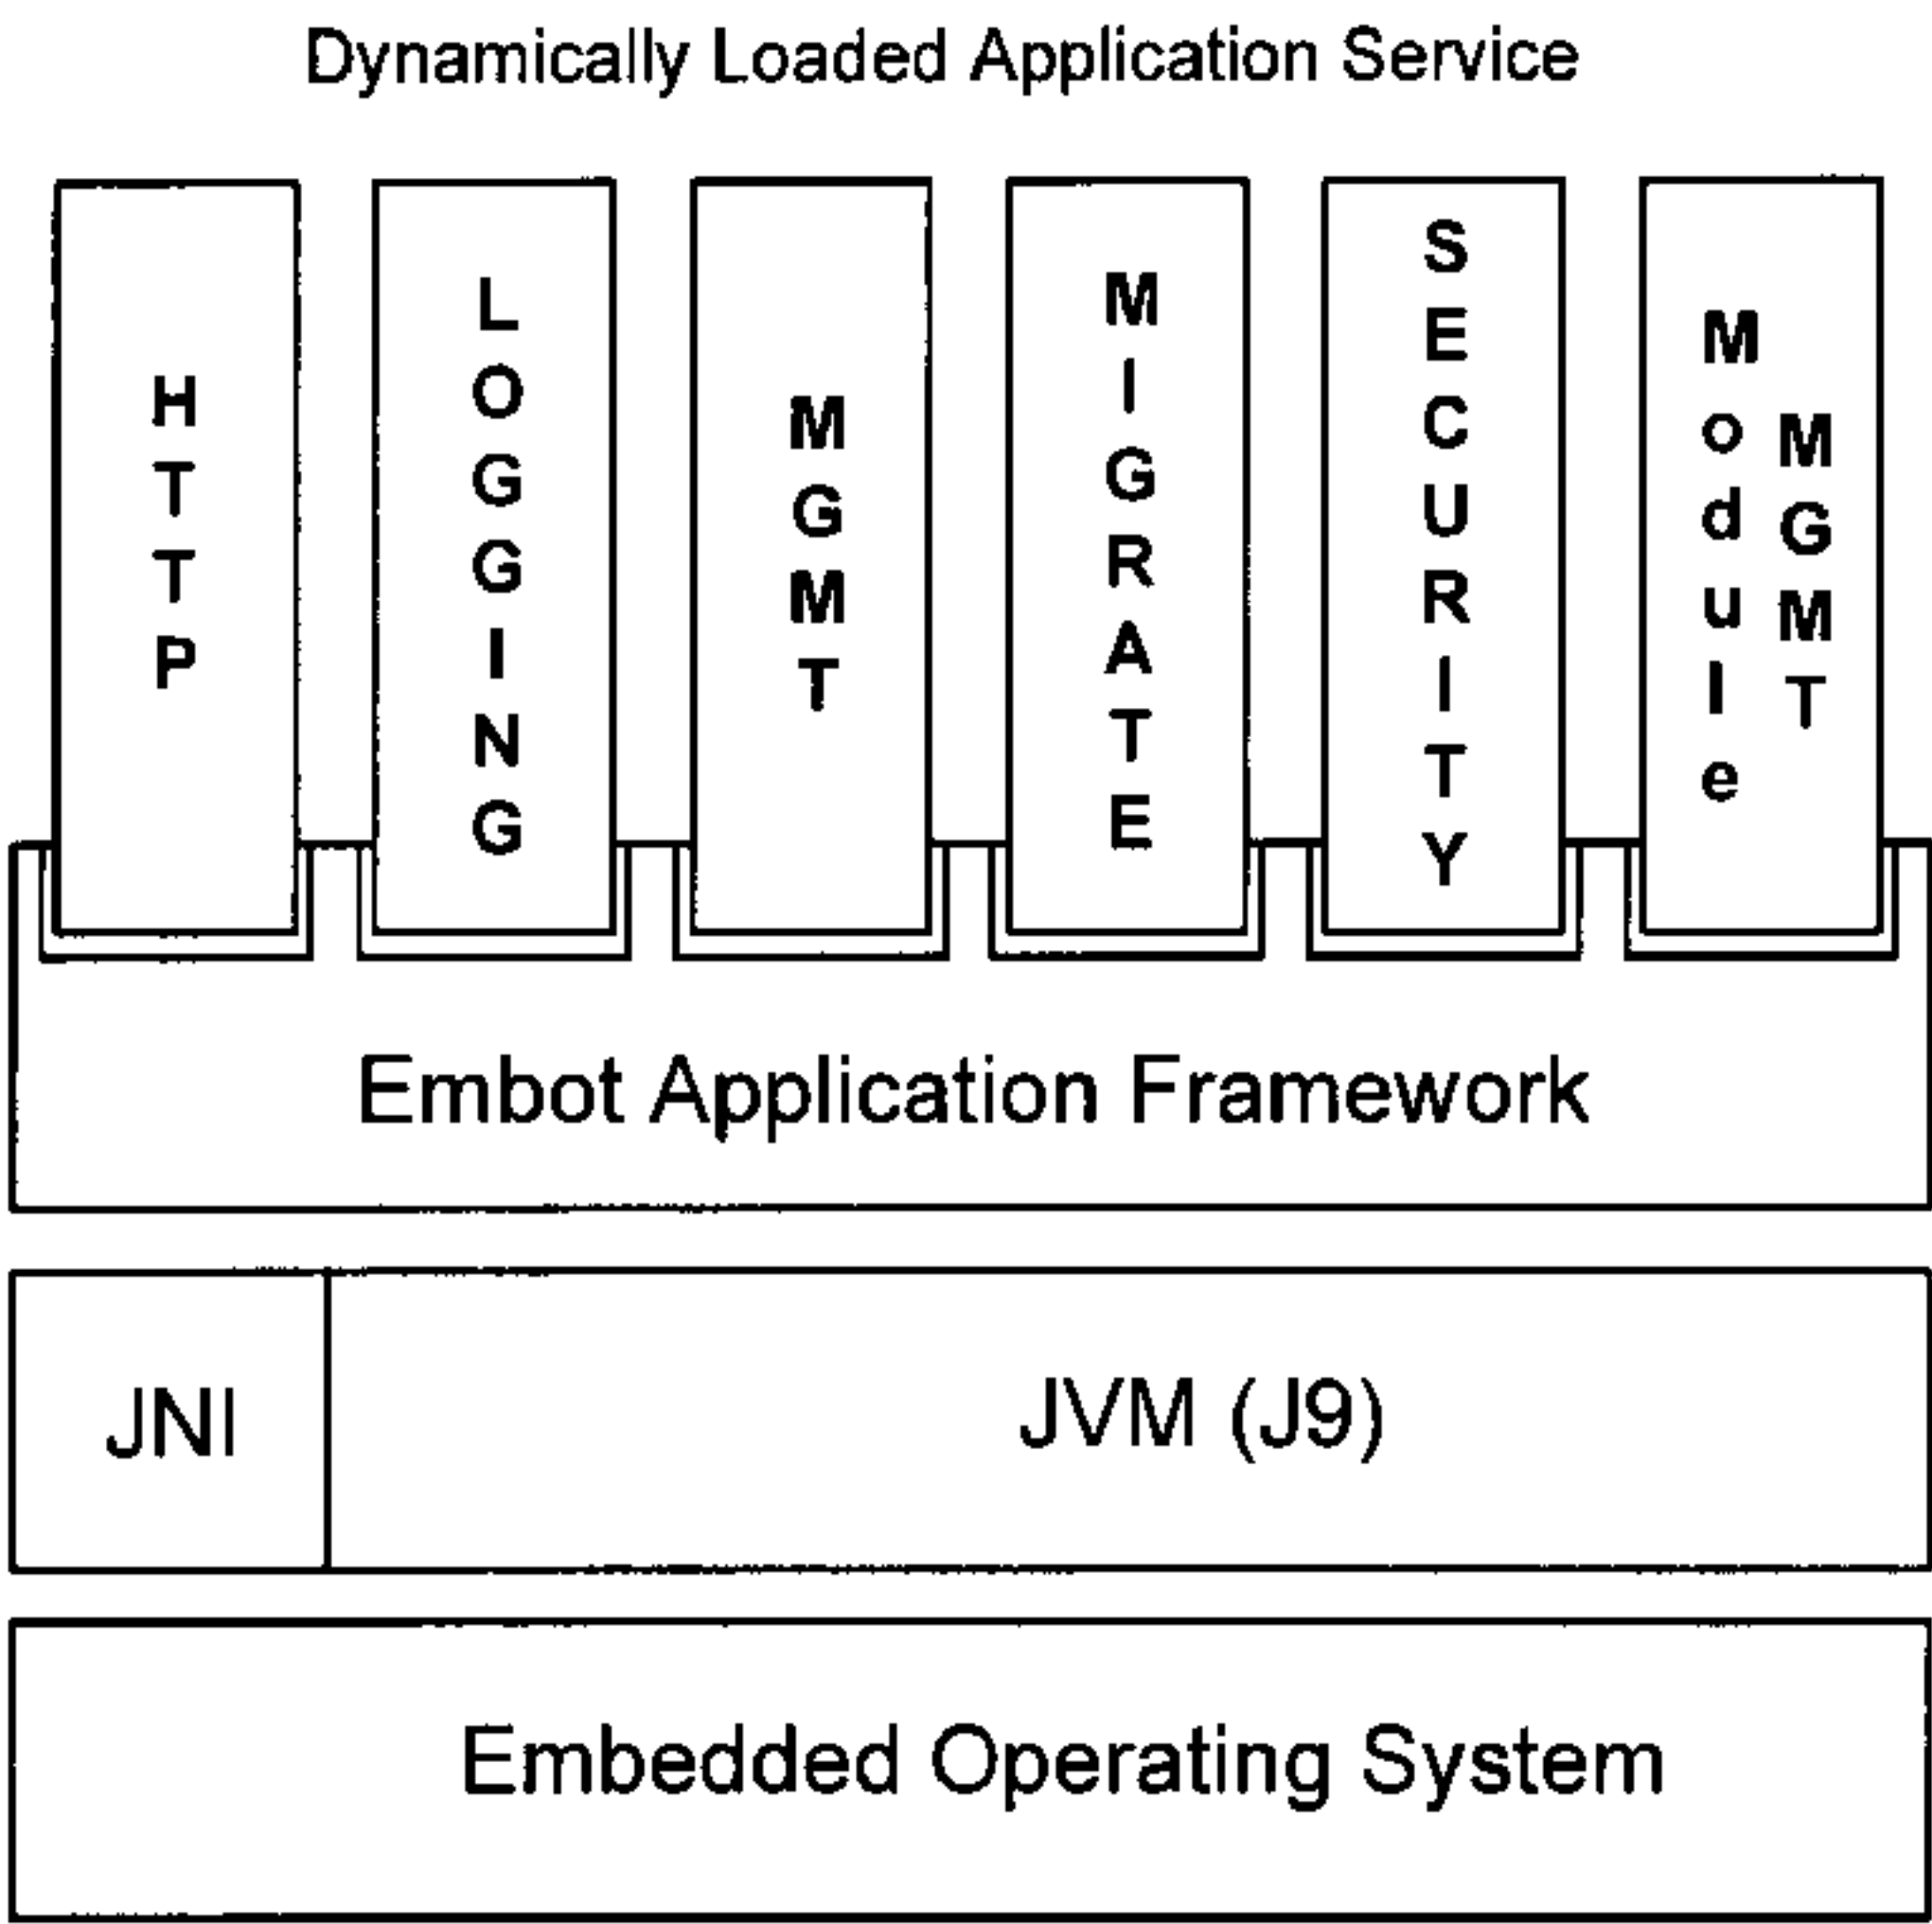 Dynamically Loaded Application Service
HTTP
LOGGING
MGMT
MIGRATE
SECURITY
Module
MGMT
Embot Application Framework
JNI
JVM (J9)
Embedded Operating System